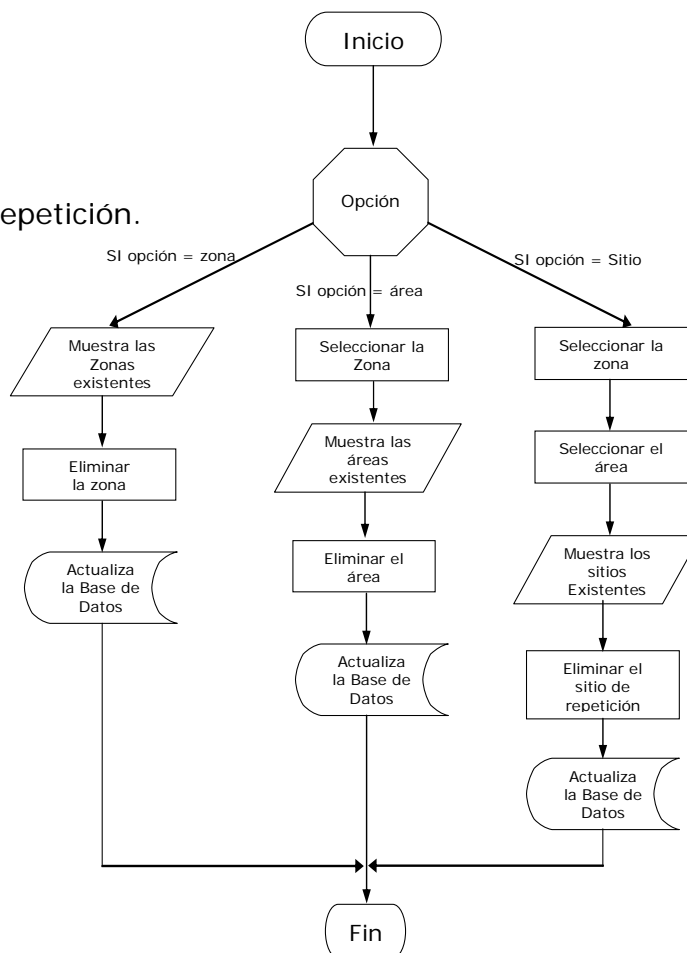 Inicio
Opción
epetición.
SI opción = zona
SI opción = área
SI opción = Sitio
Muestra las
Zonas
existentes
Eliminar
la zona
Actualiza
la Base de
Datos
Seleccionar la
Zona
Muestra las
áreas
existentes
Eliminar el
área
Actualiza
la Base de
Datos
Seleccionar la
zona
Seleccionar el
área
Muestra los
sitios
Existentes
Eliminar el
sitio de
repetición
Actualiza
la Base de
Datos
Fin